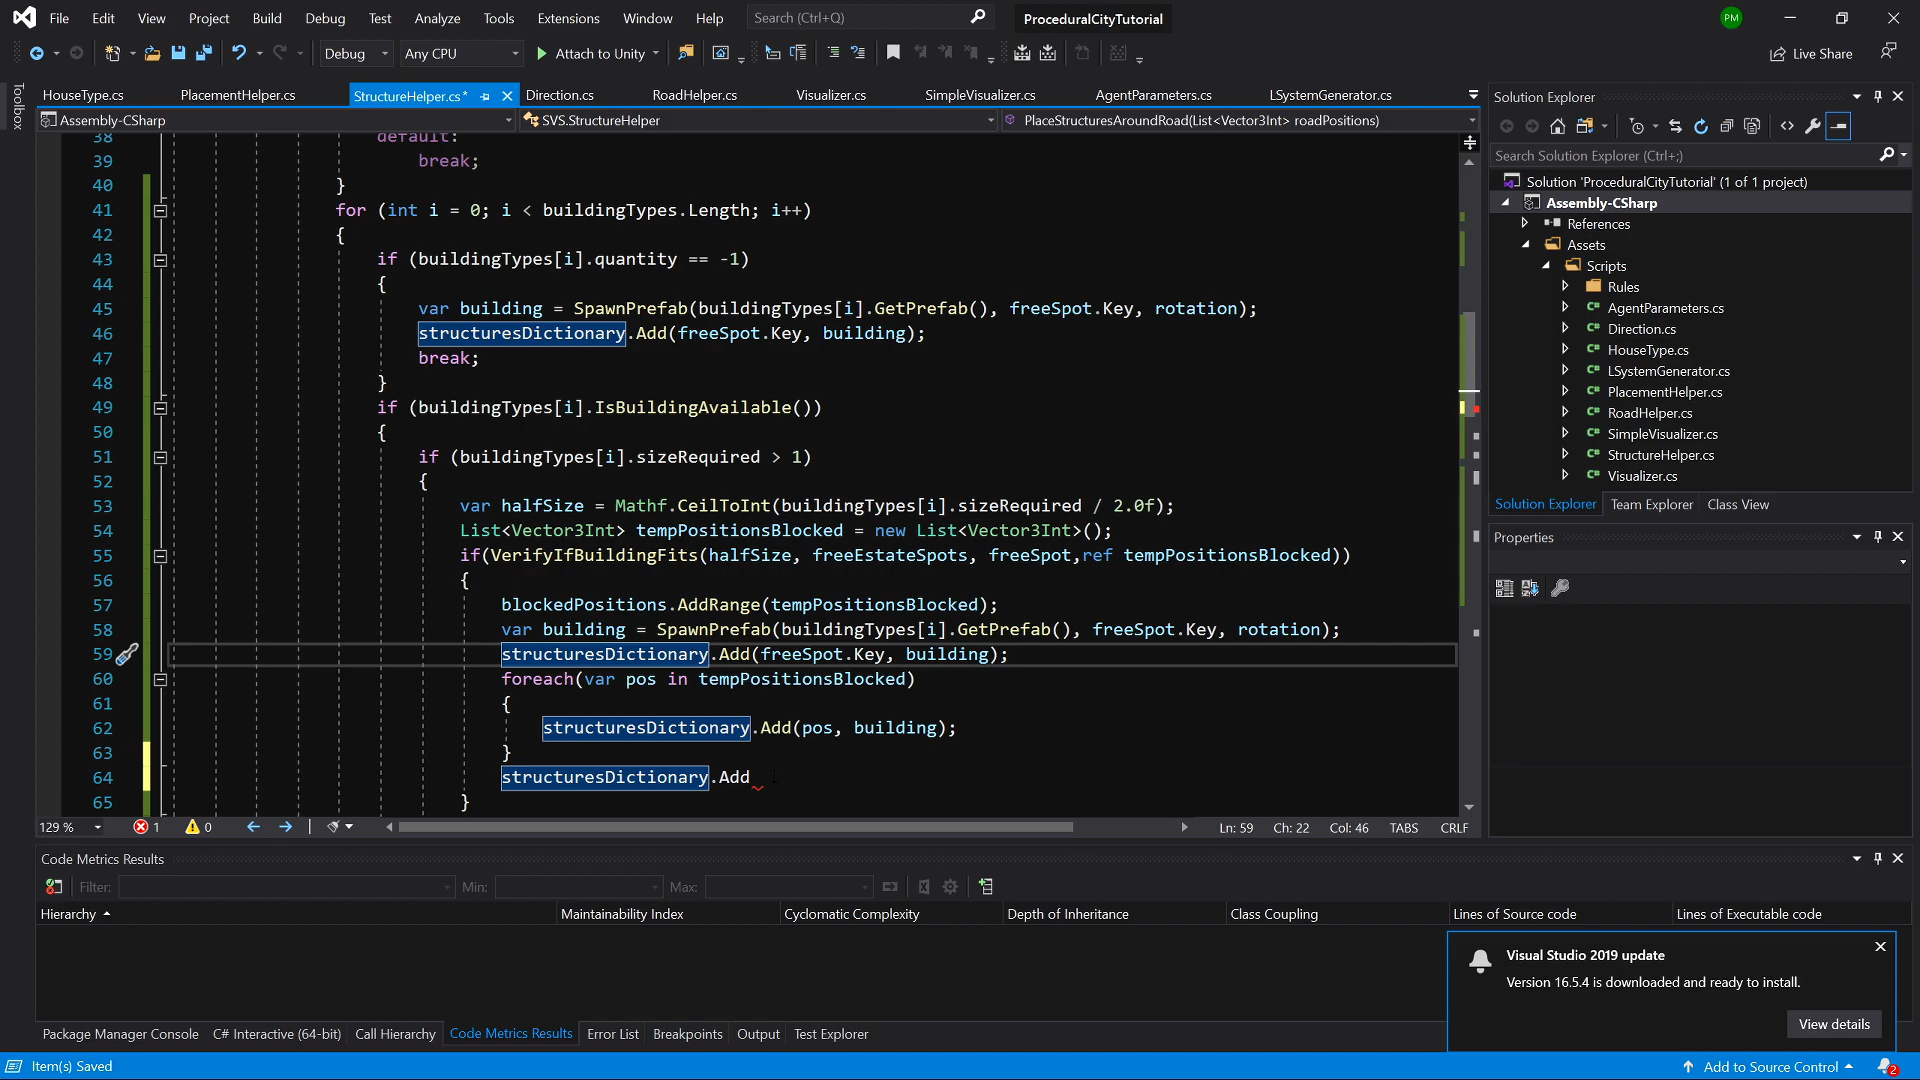 File Edit View Project Build Debug Test Analyze Tools Extensions Window Help Search (Ctrl+Q) ProceduralCityTutorial PM
Debug Any CPU Attach to Unity Live Share
Toolbox
HouseType.cs PlacementHelper.cs StructureHelper.cs* Direction.cs RoadHelper.cs Visualizer.cs SimpleVisualizer.cs AgentParameters.cs LSystemGenerator.cs
Assembly-CSharp SVS.StructureHelper PlaceStructuresAroundRoad(List<Vector3Int> roadPositions)
38 default:
39 break;
40 }
41 for (int i = 0; i < buildingTypes.Length; i++)
42 {
43 if (buildingTypes[i].quantity == -1)
44 {
45 var building = SpawnPrefab(buildingTypes[i].GetPrefab(), freeSpot.Key, rotation);
46 structuresDictionary.Add(freeSpot.Key, building);
47 break;
48 }
49 if (buildingTypes[i].IsBuildingAvailable())
50 {
51 if (buildingTypes[i].sizeRequired > 1)
52 {
53 var halfSize = Mathf.CeilToInt(buildingTypes[i].sizeRequired / 2.0f);
54 List<Vector3Int> tempPositionsBlocked = new List<Vector3Int>();
55 if(VerifyIfBuildingFits(halfSize, freeEstateSpots, freeSpot,ref tempPositionsBlocked))
56 {
57 blockedPositions.AddRange(tempPositionsBlocked);
58 var building = SpawnPrefab(buildingTypes[i].GetPrefab(), freeSpot.Key, rotation);
59 structuresDictionary.Add(freeSpot.Key, building);
60 foreach(var pos in tempPositionsBlocked)
61 {
62 structuresDictionary.Add(pos, building);
63 }
64 structuresDictionary.Add
65 }
129 % 1 0 Ln: 59 Ch: 22 Col: 46 TABS CRLF
Solution Explorer
Search Solution Explorer (Ctrl+;)
Solution 'ProceduralCityTutorial' (1 of 1 project)
Assembly-CSharp
References
Assets
Scripts
Rules
AgentParameters.cs
Direction.cs
HouseType.cs
LSystemGenerator.cs
PlacementHelper.cs
RoadHelper.cs
SimpleVisualizer.cs
StructureHelper.cs
Visualizer.cs
Solution Explorer Team Explorer Class View
Properties
Code Metrics Results
Filter: Min: Max:
Hierarchy Maintainability Index Cyclomatic Complexity Depth of Inheritance Class Coupling Lines of Source code Lines of Executable code
Visual Studio 2019 update
Version 16.5.4 is downloaded and ready to install.
View details
Package Manager Console C# Interactive (64-bit) Call Hierarchy Code Metrics Results Error List Breakpoints Output Test Explorer
Item(s) Saved Add to Source Control 2